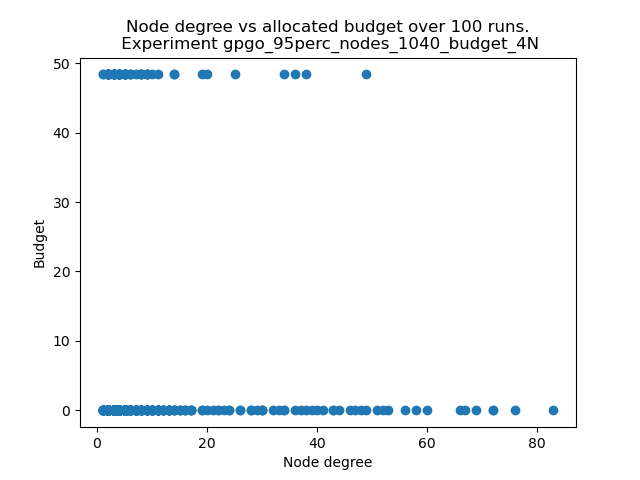 Node degree vs allocated budget over 100 runs.
Experiment gpgo_95perc_nodes_1040_budget_4N
50
40
30
20
10
0
Budget
0 20 40 60 80
Node degree